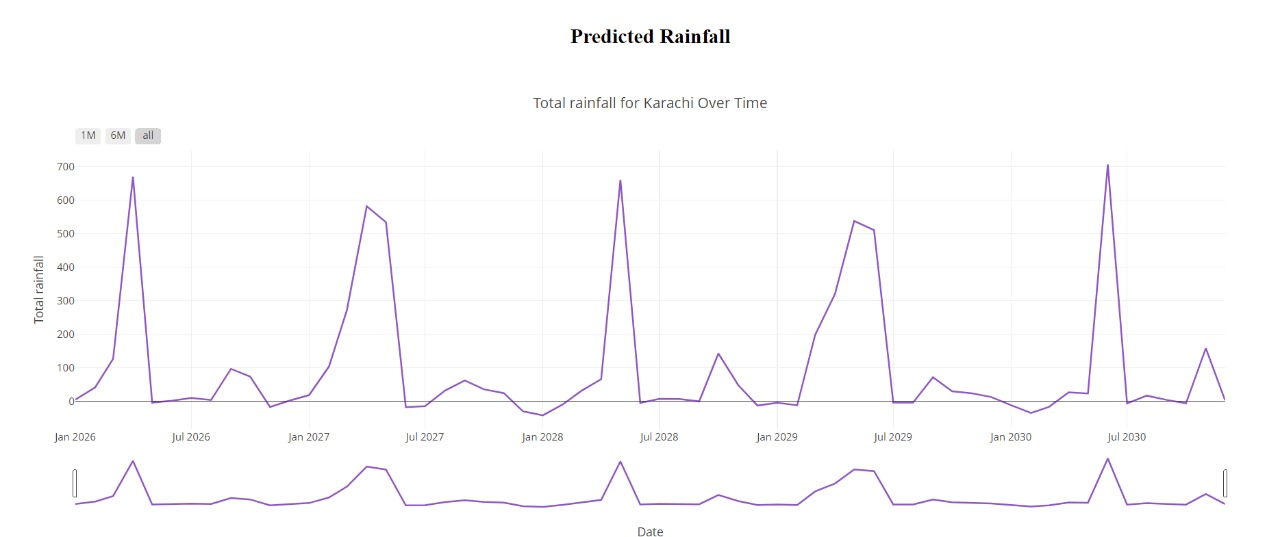 Predicted Rainfall
Total rainfall for Karachi Over Time
1M 6M all
700
600
500
400
300
200
100
0
Total rainfall
Jan 2026 Jul 2026 Jan 2027 Jul 2027 Jan 2028 Jul 2028 Jan 2029 Jul 2029 Jan 2030 Jul 2030
Date